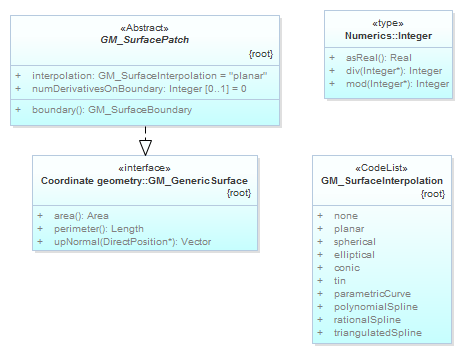 «Abstract»
GM_SurfacePatch
{root}
+ interpolation: GM_SurfaceInterpolation = "planar"
+ numDerivativesOnBoundary: Integer [0..1] = 0
+ boundary(): GM_SurfaceBoundary
«type»
Numerics::Integer
+ asReal(): Real
+ div(Integer*): Integer
+ mod(Integer*): Integer
«interface»
Coordinate geometry::GM_GenericSurface
{root}
+ area(): Area
+ perimeter(): Length
+ upNormal(DirectPosition*): Vector
«CodeList»
GM_SurfaceInterpolation
{root}
+ none
+ planar
+ spherical
+ elliptical
+ conic
+ tin
+ parametricCurve
+ polynomialSpline
+ rationalSpline
+ triangulatedSpline